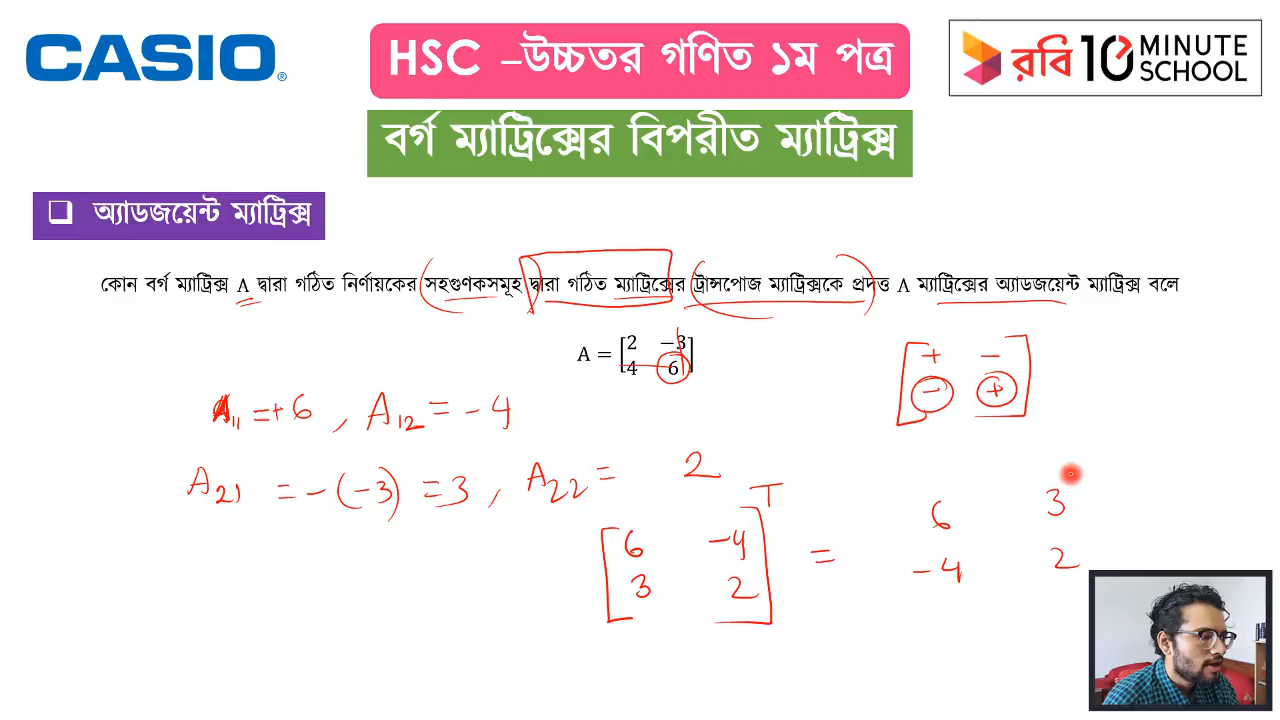 CASIO®
HSC –উচ্চতর গণিত ১ম পত্র
রবি 10 MINUTE SCHOOL
বর্গ ম্যাট্রিক্সের বিপরীত ম্যাট্রিক্স
❑ অ্যাডজয়েন্ট ম্যাট্রিক্স
কোন বর্গ ম্যাট্রিক্স A দ্বারা গঠিত নির্ণায়কের সহগুণকসমূহ দ্বারা গঠিত ম্যাট্রিক্সের ট্রান্সপোজ ম্যাট্রিক্সকে প্রদত্ত A ম্যাট্রিক্সের অ্যাডজয়েন্ট ম্যাট্রিক্স বলে
A = [2 −3
4 6]
[+ −
− +]
A₁₁ = +6 , A₁₂ = −4
A₂₁ = −(−3) = 3 , A₂₂ = 2
[6 −4
3 2]ᵀ =
6 3
−4 2